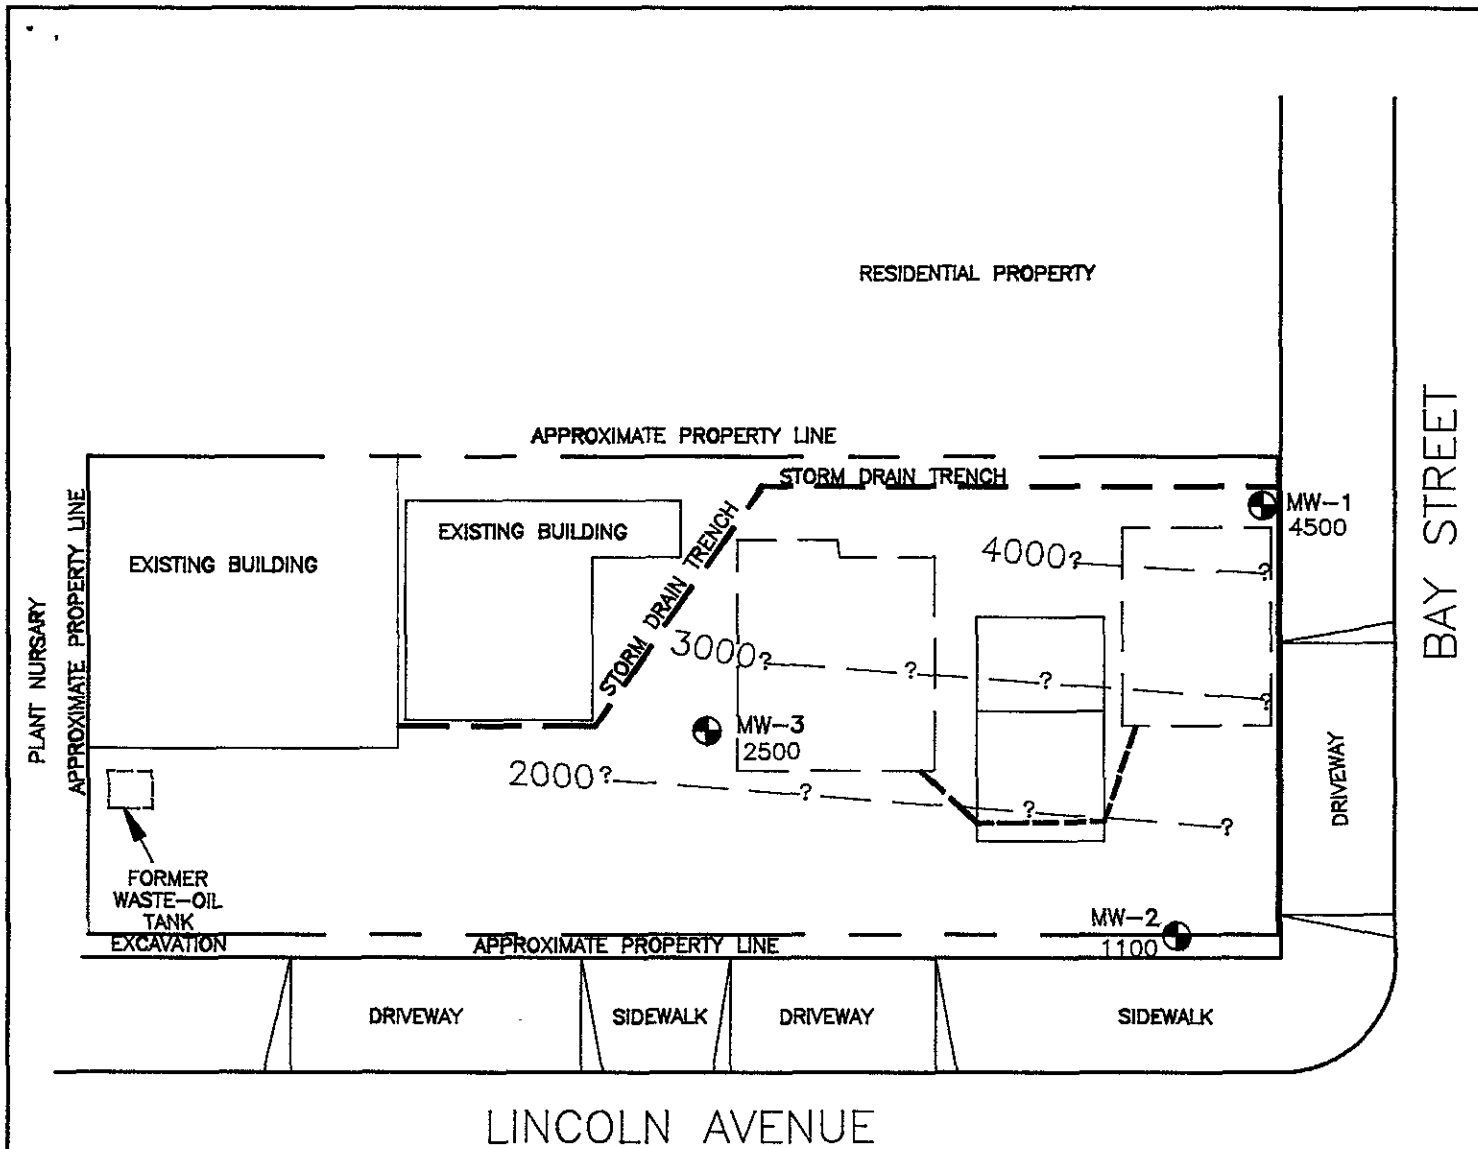 RESIDENTIAL PROPERTY
APPROXIMATE PROPERTY LINE
STORM DRAIN TRENCH
MW-1
4500
EXISTING BUILDING
EXISTING BUILDING
STORM DRAIN TRENCH
4000?
?
BAY STREET
PLANT NURSARY
APPROXIMATE PROPERTY LINE
3000?
?
?
?
MW-3
2500
2000?
?
?
?
DRIVEWAY
FORMER
WASTE-OIL
TANK
EXCAVATION
MW-2
1100
APPROXIMATE PROPERTY LINE
DRIVEWAY
SIDEWALK
DRIVEWAY
SIDEWALK
LINCOLN AVENUE